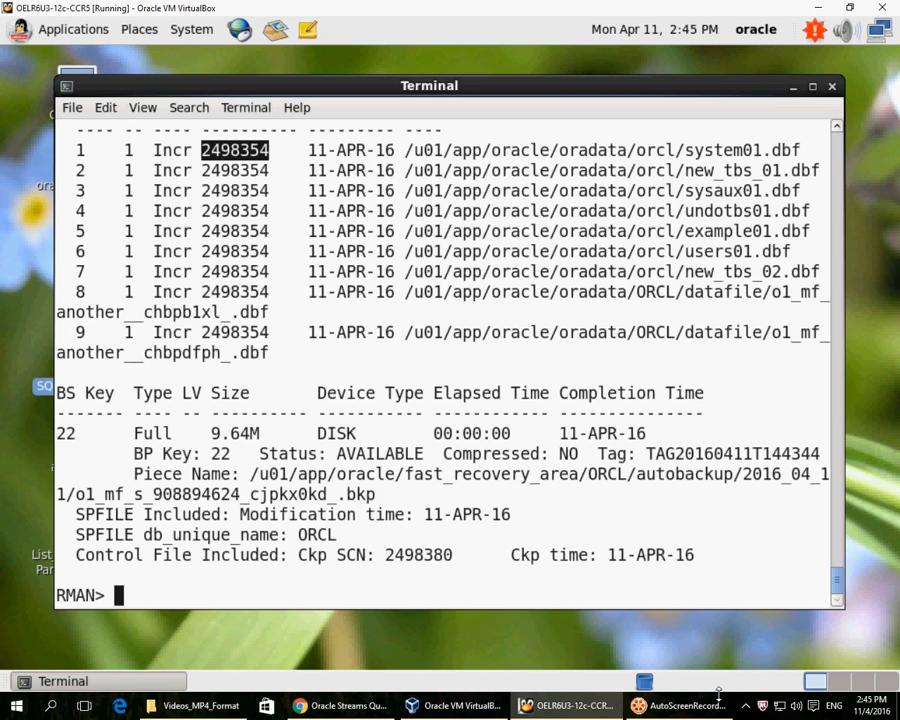 OELR6U3-12c-CCR5 [Running] - Oracle VM VirtualBox
Applications Places System Mon Apr 11, 2:45 PM oracle
Terminal
File Edit View Search Terminal Help
---- -- ---- ---------- --------- ----
1 1 Incr 2498354 11-APR-16 /u01/app/oracle/oradata/orcl/system01.dbf
2 1 Incr 2498354 11-APR-16 /u01/app/oracle/oradata/orcl/new_tbs_01.dbf
3 1 Incr 2498354 11-APR-16 /u01/app/oracle/oradata/orcl/sysaux01.dbf
4 1 Incr 2498354 11-APR-16 /u01/app/oracle/oradata/orcl/undotbs01.dbf
5 1 Incr 2498354 11-APR-16 /u01/app/oracle/oradata/orcl/example01.dbf
6 1 Incr 2498354 11-APR-16 /u01/app/oracle/oradata/orcl/users01.dbf
7 1 Incr 2498354 11-APR-16 /u01/app/oracle/oradata/orcl/new_tbs_02.dbf
8 1 Incr 2498354 11-APR-16 /u01/app/oracle/oradata/ORCL/datafile/o1_mf_
another__chbpb1xl_.dbf
9 1 Incr 2498354 11-APR-16 /u01/app/oracle/oradata/ORCL/datafile/o1_mf_
another__chbpdfph_.dbf
BS Key Type LV Size Device Type Elapsed Time Completion Time
------- ---- -- ---------- ----------- ------------ ---------------
22 Full 9.64M DISK 00:00:00 11-APR-16
BP Key: 22 Status: AVAILABLE Compressed: NO Tag: TAG20160411T144344
Piece Name: /u01/app/oracle/fast_recovery_area/ORCL/autobackup/2016_04_1
1/o1_mf_s_908894624_cjpkx0kd_.bkp
SPFILE Included: Modification time: 11-APR-16
SPFILE db_unique_name: ORCL
Control File Included: Ckp SCN: 2498380 Ckp time: 11-APR-16
RMAN>
SQ
List
Par
Terminal
Videos_MP4_Format
Oracle Streams Qu...
Oracle VM VirtualB...
OELR6U3-12c-CCR...
AutoScreenRecord...
ENG
2:45 PM
11/4/2016